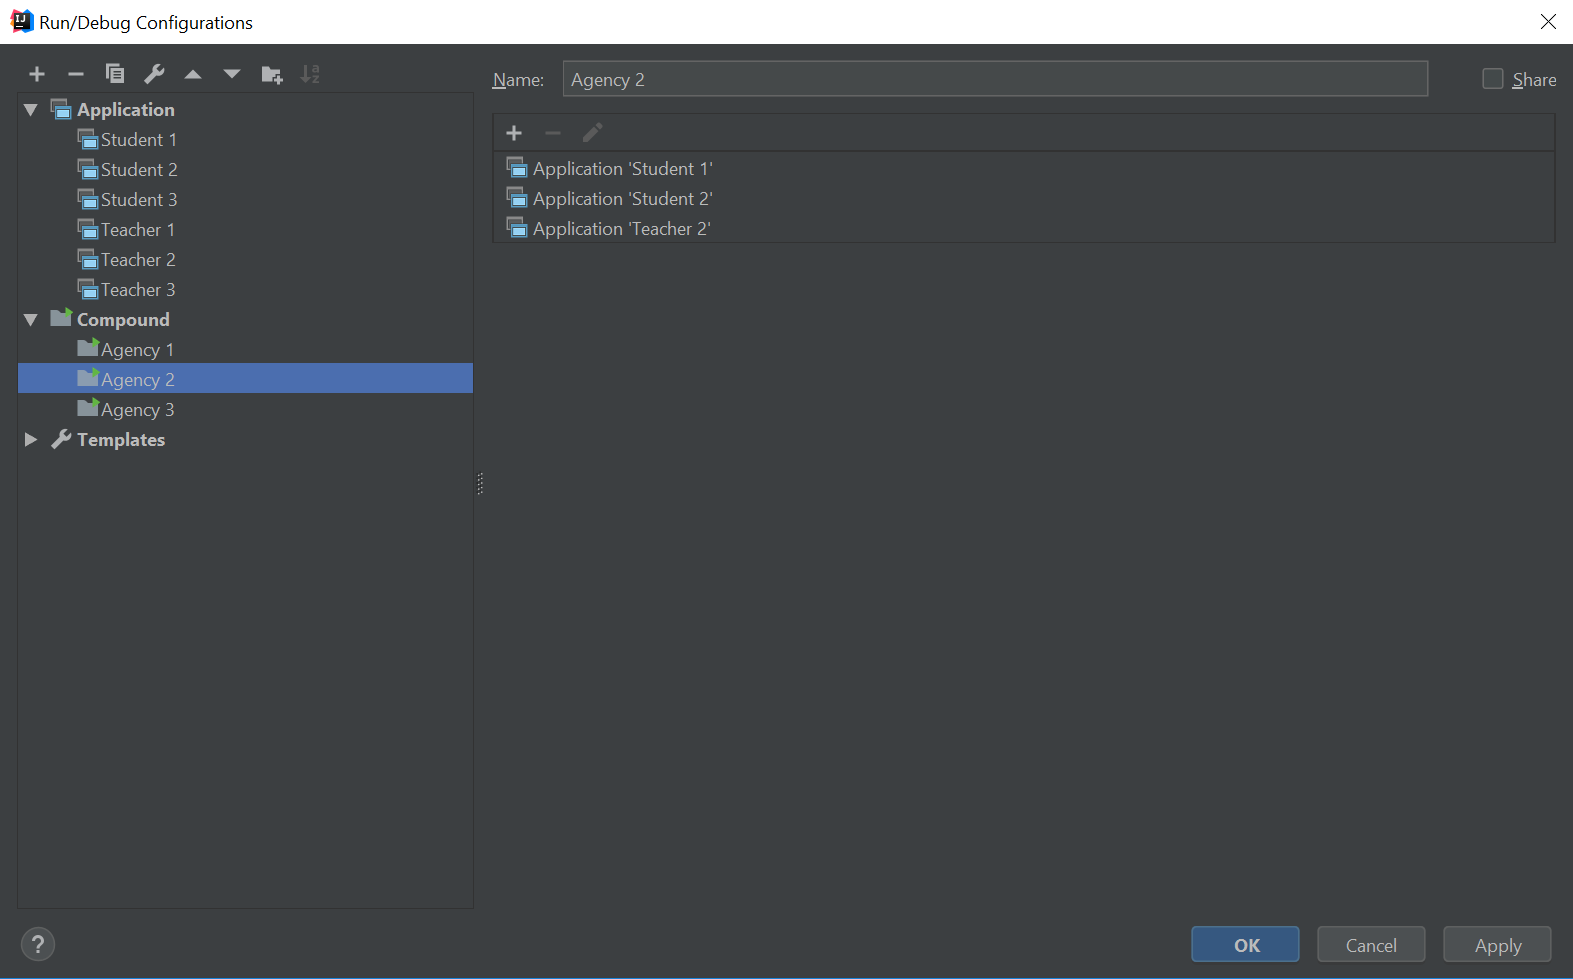 Run/Debug Configurations
Application
Student 1
Student 2
Student 3
Teacher 1
Teacher 2
Teacher 3
Compound
Agency 1
Agency 2
Agency 3
Templates
Name: Agency 2 Share
Application 'Student 1'
Application 'Student 2'
Application 'Teacher 2'
? OK Cancel Apply